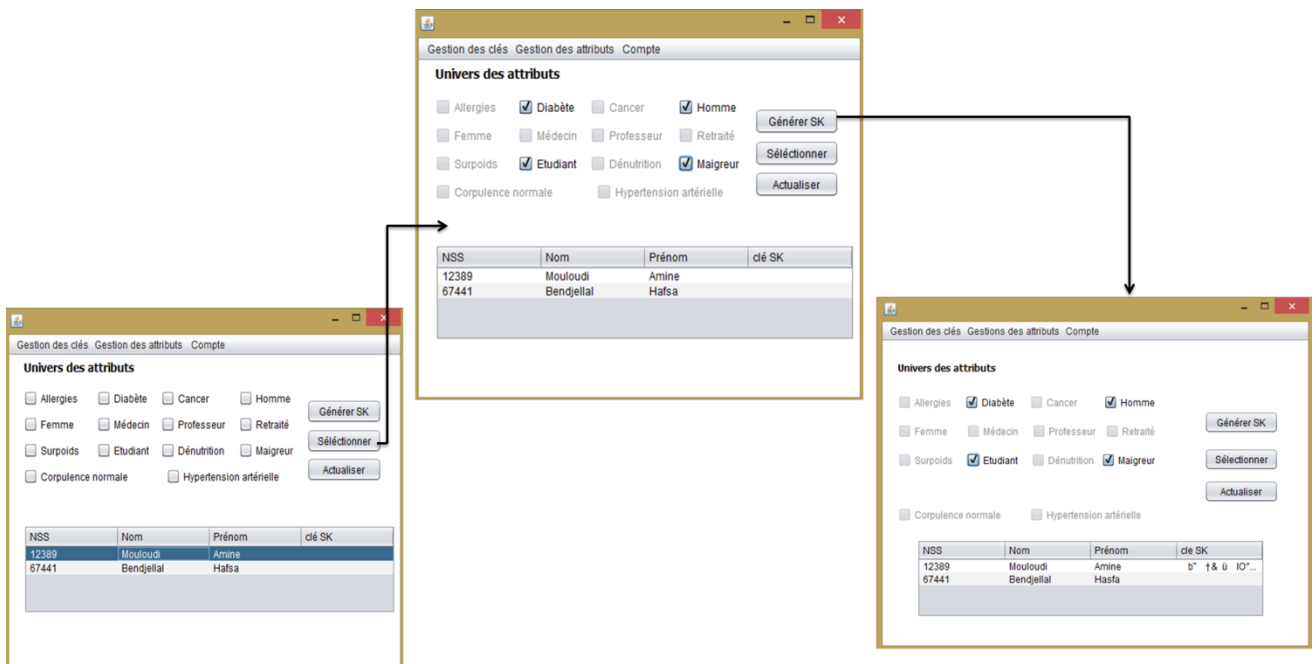 Gestion des clés Gestion des attributs Compte
Univers des attributs
Allergies Diabète Cancer Homme
Femme Médecin Professeur Retraité
Surpoids Etudiant Dénutrition Maigreur
Corpulence normale Hypertension artérielle
Générer SK
Séléctionner
Actualiser
NSS Nom Prénom clé SK
12389 Mouloudi Amine
67441 Bendjellal Hafsa
Gestion des clés Gestion des attributs Compte
Univers des attributs
Allergies Diabète Cancer Homme
Femme Médecin Professeur Retraité
Surpoids Etudiant Dénutrition Maigreur
Corpulence normale Hypertension artérielle
Générer SK
Séléctionner
Actualiser
NSS Nom Prénom clé SK
12389 Mouloudi Amine
67441 Bendjellal Hafsa
Gestion des clés Gestions des attributs Compte
Univers des attributs
Allergies Diabète Cancer Homme
Femme Médecin Professeur Retraité
Surpoids Etudiant Dénutrition Maigreur
Corpulence normale Hypertension artérielle
Générer SK
Sélectionner
Actualiser
NSS Nom Prénom cle SK
12389 Mouloudi Amine
67441 Bendjellal Hasfa